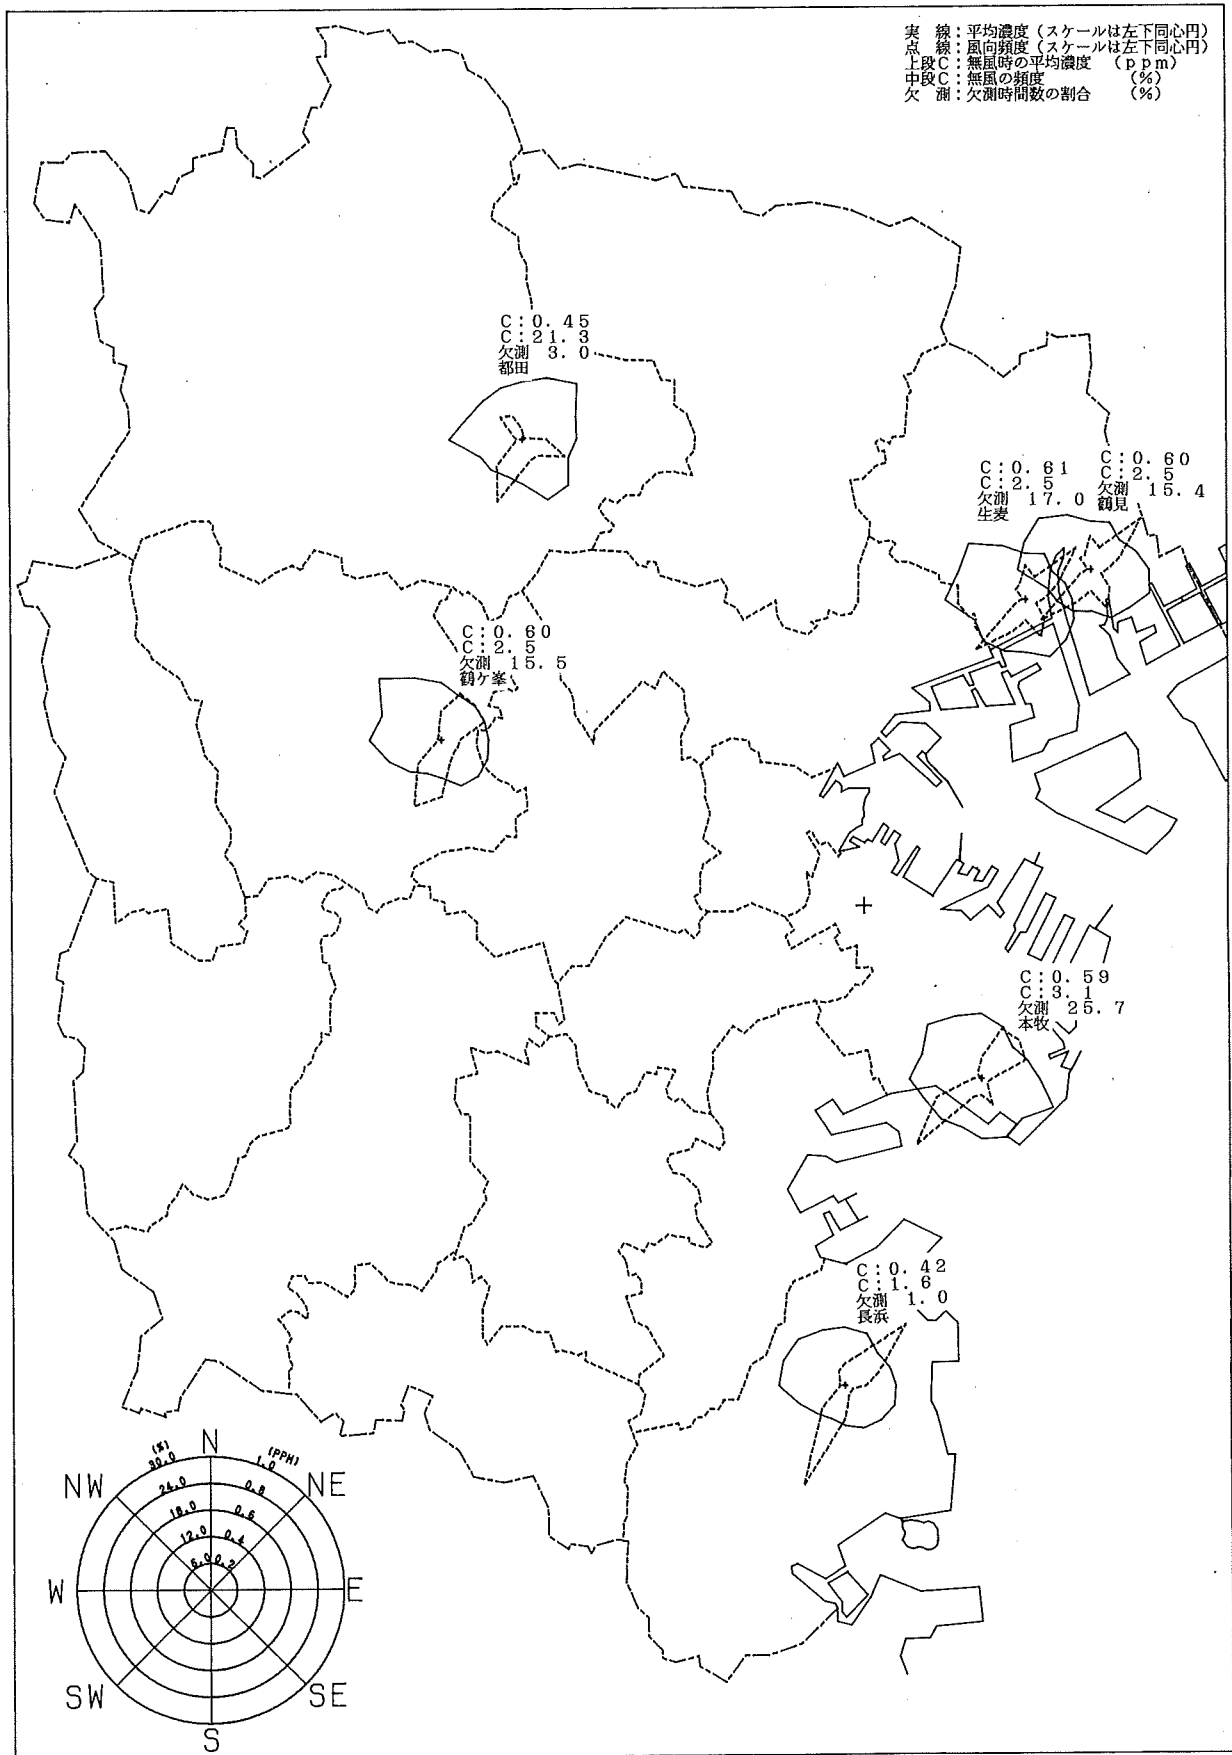 実 線：平均濃度（スケールは左下同心円）
点 線：風向頻度（スケールは左下同心円）
上段C：無風時の平均濃度 （ppm）
中段C：無風の頻度 （%）
欠 測：欠測時間数の割合 （%）
C：0. 45
C：21. 3
欠測 3. 0
都田
C：0. 61
C：2. 5
欠測 17. 0
生麦
C：0. 60
C：2. 5
欠測 15. 4
鶴見
C：0. 60
C：2. 5
欠測 15. 5
鶴ケ峯
C：0. 59
C：3. 1
欠測 25. 7
本牧
C：0. 42
C：1. 6
欠測 1. 0
長浜
N
(%) (PPM)
30.0 1.0
NW NE
24.0 0.8
18.0 0.6
12.0 0.4
6.0 0.2
W E
SW SE
S